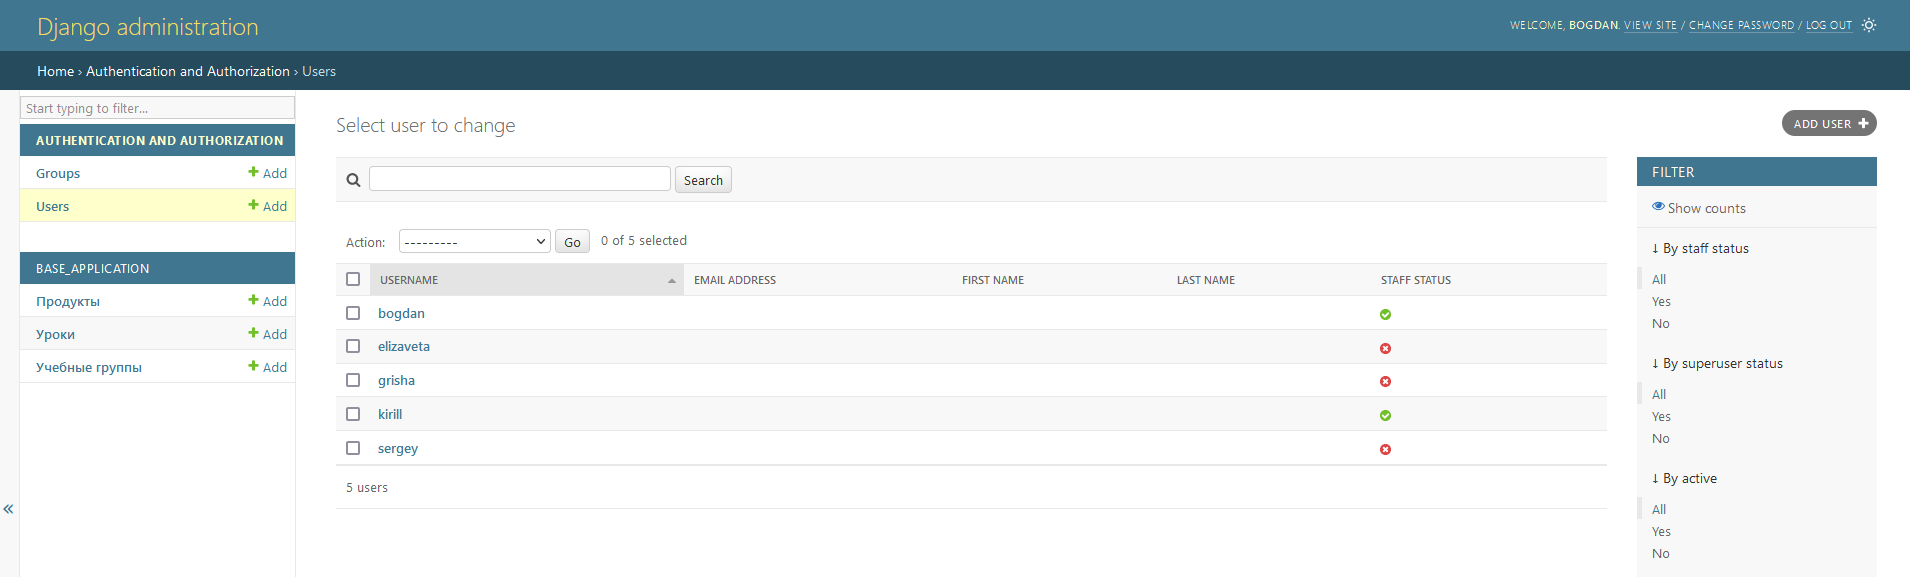 Django administration
WELCOME, BOGDAN. VIEW SITE / CHANGE PASSWORD / LOG OUT
Home › Authentication and Authorization › Users
Start typing to filter...
AUTHENTICATION AND AUTHORIZATION
Groups + Add
Users + Add
BASE_APPLICATION
Продукты + Add
Уроки + Add
Учебные группы + Add
«
Select user to change
ADD USER +
Search
Action: --------- Go 0 of 5 selected
USERNAME EMAIL ADDRESS FIRST NAME LAST NAME STAFF STATUS
bogdan
elizaveta
grisha
kirill
sergey
5 users
FILTER
Show counts
↓ By staff status
All
Yes
No
↓ By superuser status
All
Yes
No
↓ By active
All
Yes
No